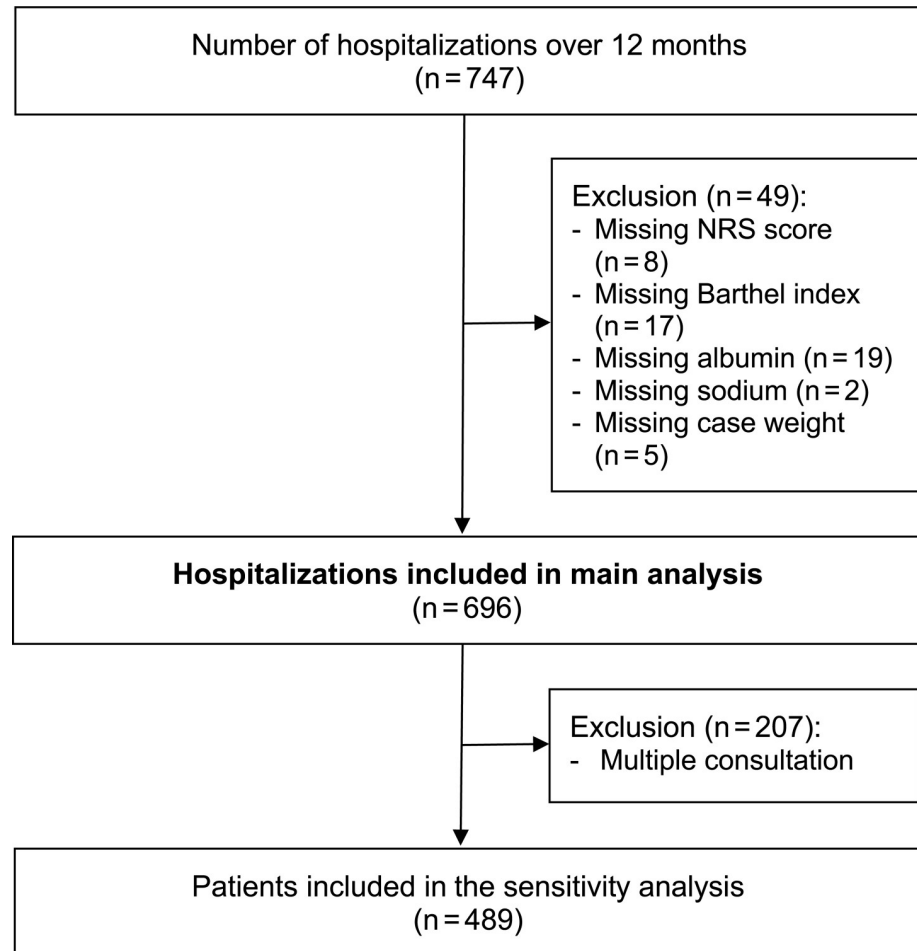 Number of hospitalizations over 12 months
(n=747)
Exclusion (n=49):
- Missing NRS score
(n=8)
- Missing Barthel index
(n=17)
- Missing albumin (n=19)
- Missing sodium (n=2)
- Missing case weight
(n=5)
Hospitalizations included in main analysis
(n=696)
Exclusion (n=207):
- Multiple consultation
Patients included in the sensitivity analysis
(n=489)